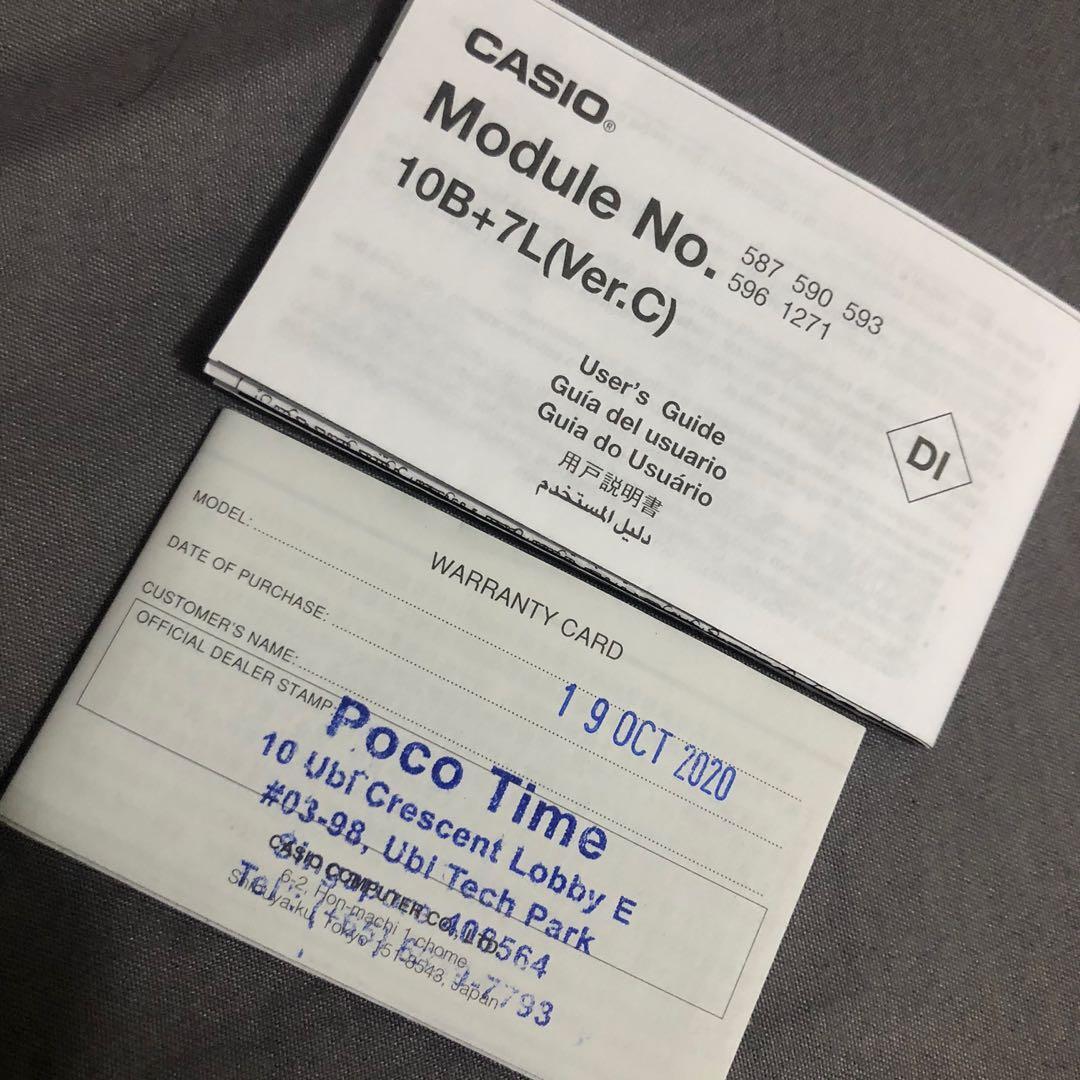 CASIO®
Module No. 587 590 593
596 1271
10B+7L(Ver.C)
User's Guide
Guía del usuario
Guia do Usuário
用戸説明書
دليل المستخدم
DI
WARRANTY CARD
MODEL:
DATE OF PURCHASE:
19 OCT 2020
CUSTOMER'S NAME:
OFFICIAL DEALER STAMP
Poco Time
10 Ubi Crescent Lobby E
#03-98, Ubi Tech Park
Singapore 408564
7793
CASIO COMPUTER CO., LTD.
6-2, Hon-machi 1-chome
Shibuya-ku, Tokyo 151-8543, Japan